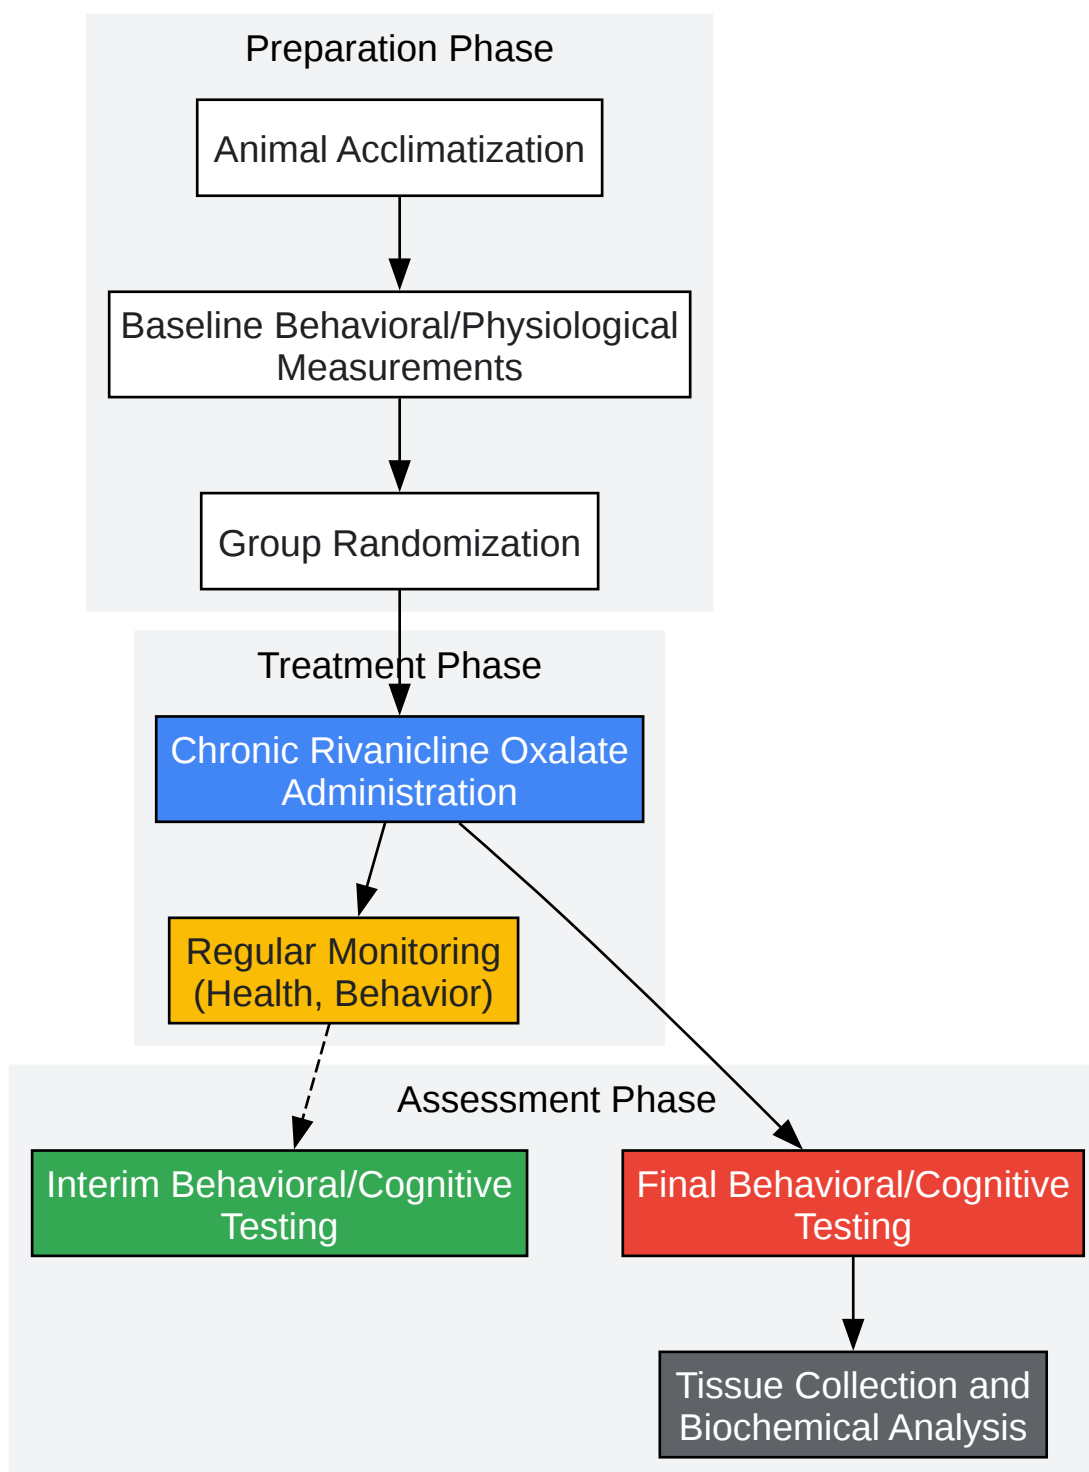 Preparation Phase
Animal Acclimatization
Baseline Behavioral/Physiological
Measurements
Group Randomization
Treatment Phase
Chronic Rivanicline Oxalate
Administration
Regular Monitoring
(Health, Behavior)
Assessment Phase
Interim Behavioral/Cognitive
Testing
Final Behavioral/Cognitive
Testing
Tissue Collection and
Biochemical Analysis